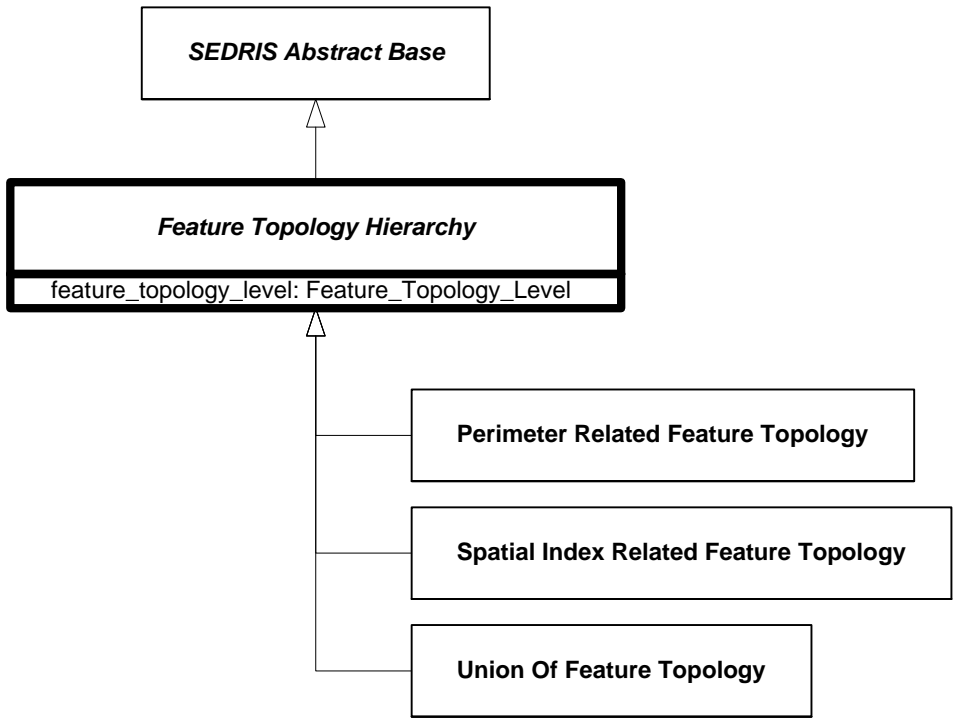 SEDRIS Abstract Base
Feature Topology Hierarchy
feature_topology_level: Feature_Topology_Level
Perimeter Related Feature Topology
Spatial Index Related Feature Topology
Union Of Feature Topology